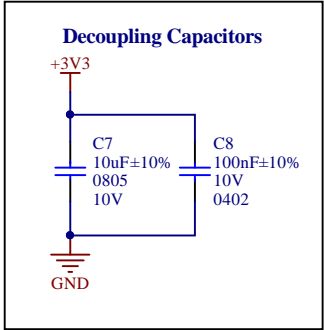 Decoupling Capacitors
+3V3
C7
10uF±10%
0805
10V
C8
100nF±10%
10V
0402
GND